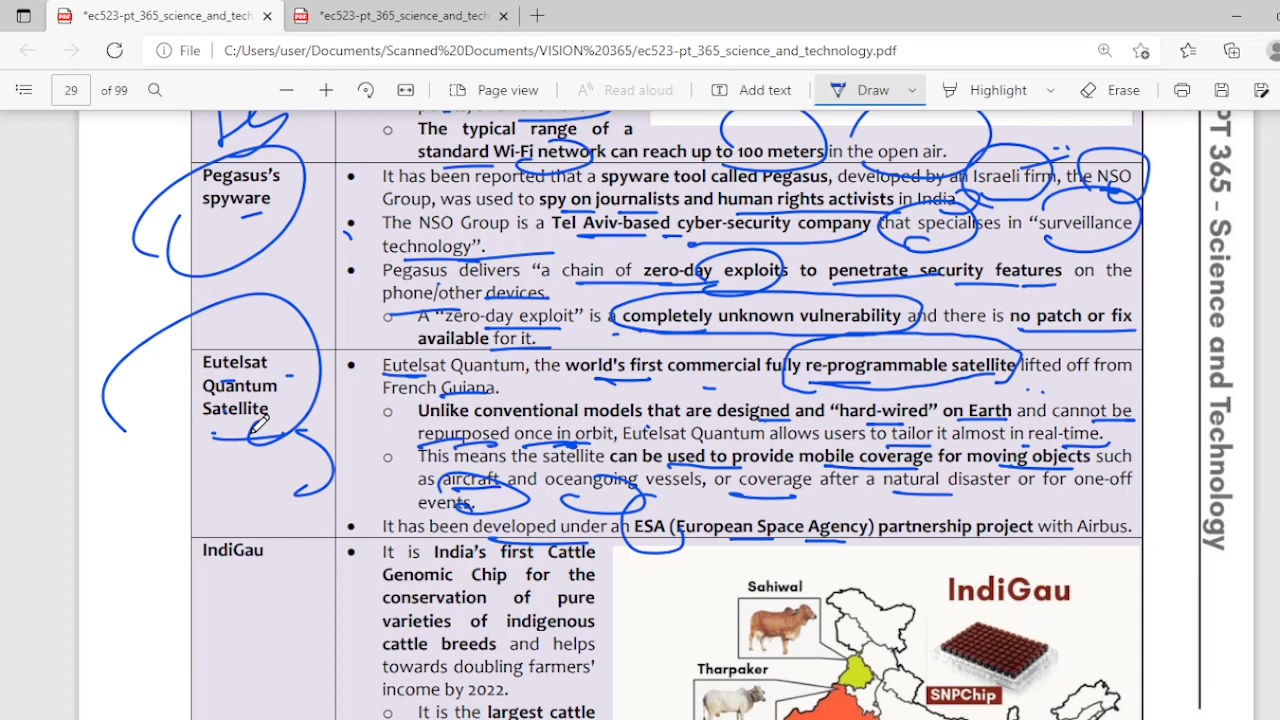 *ec523-pt_365_science_and_tech
*ec523-pt_365_science_and_tech
File
C:/Users/user/Documents/Scanned%20Documents/VISION%20365/ec523-pt_365_science_and_technology.pdf
29 of 99
Page view
Read aloud
Add text
Draw
Highlight
Erase
The typical range of a
standard Wi-Fi network can reach up to 100 meters in the open air.
Pegasus's
spyware
It has been reported that a spyware tool called Pegasus, developed by an Israeli firm, the NSO
Group, was used to spy on journalists and human rights activists in India.
The NSO Group is a Tel Aviv-based cyber-security company that specialises in “surveillance
technology”.
Pegasus delivers “a chain of zero-day exploits to penetrate security features on the
phone/other devices.
A “zero-day exploit” is a completely unknown vulnerability and there is no patch or fix
available for it.
Eutelsat
Quantum
Satellite
Eutelsat Quantum, the world's first commercial fully re-programmable satellite lifted off from
French Guiana.
Unlike conventional models that are designed and “hard-wired” on Earth and cannot be
repurposed once in orbit, Eutelsat Quantum allows users to tailor it almost in real-time.
This means the satellite can be used to provide mobile coverage for moving objects such
as aircraft and oceangoing vessels, or coverage after a natural disaster or for one-off
events.
It has been developed under an ESA (European Space Agency) partnership project with Airbus.
IndiGau
It is India's first Cattle
Genomic Chip for the
conservation of pure
varieties of indigenous
cattle breeds and helps
towards doubling farmers'
income by 2022.
It is the largest cattle
Sahiwal
Tharpaker
IndiGau
SNPChip
PT 365 - Science and Technology